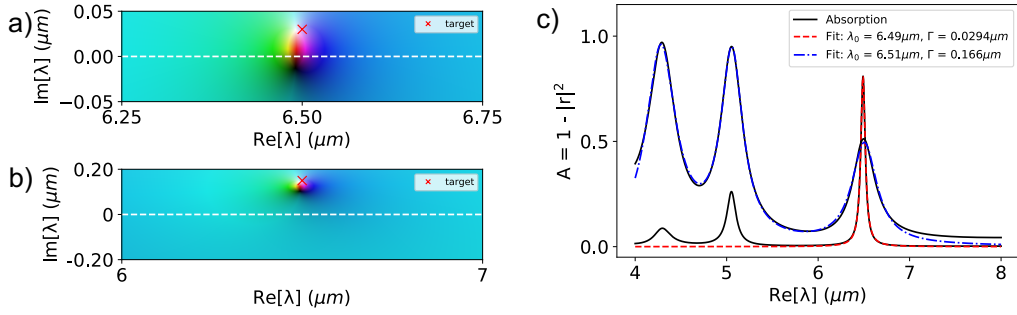 a)
Im[λ] (μm)
0.05
0.00
−0.05
× target
6.25
6.50
6.75
Re[λ] (μm)
b)
Im[λ] (μm)
0.20
0
-0.20
× target
6
7
Re[λ] (μm)
c)
A = 1 - |r|²
1.0
0.5
0.0
Absorption
Fit: λ₀ = 6.49μm, Γ = 0.0294μm
Fit: λ₀ = 6.51μm, Γ = 0.166μm
4
5
6
7
8
Re[λ] (μm)